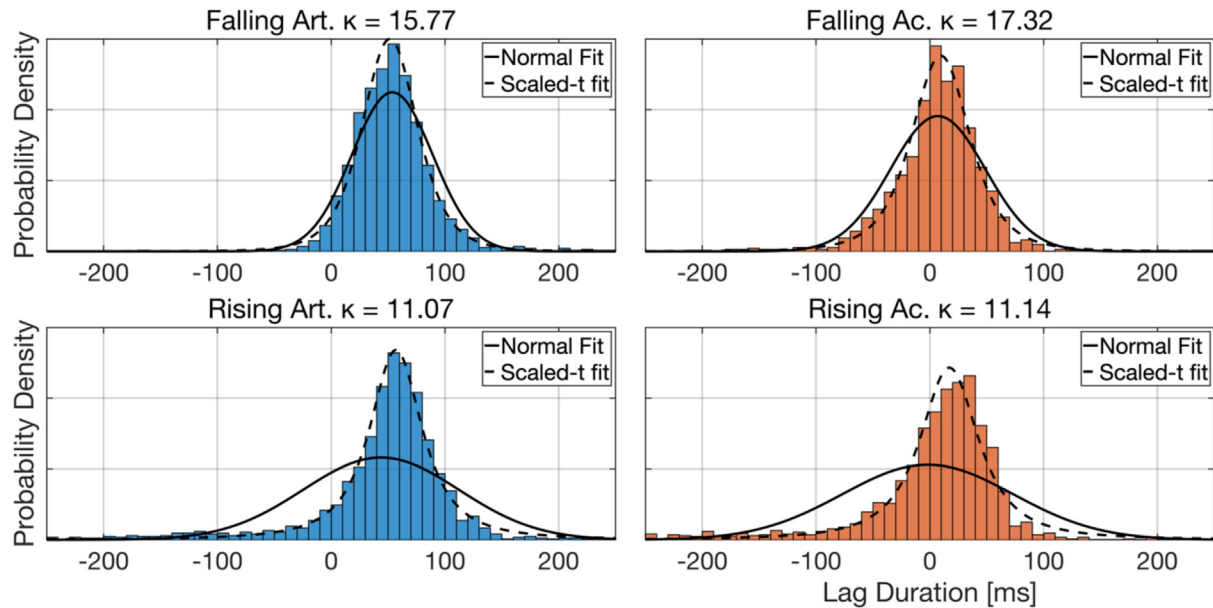 Falling Art. κ = 15.77
Probability Density
Normal Fit
Scaled-t fit
-200 -100 0 100 200
Falling Ac. κ = 17.32
Normal Fit
Scaled-t fit
-200 -100 0 100 200
Rising Art. κ = 11.07
Probability Density
Normal Fit
Scaled-t fit
-200 -100 0 100 200
Rising Ac. κ = 11.14
Normal Fit
Scaled-t fit
-200 -100 0 100 200
Lag Duration [ms]